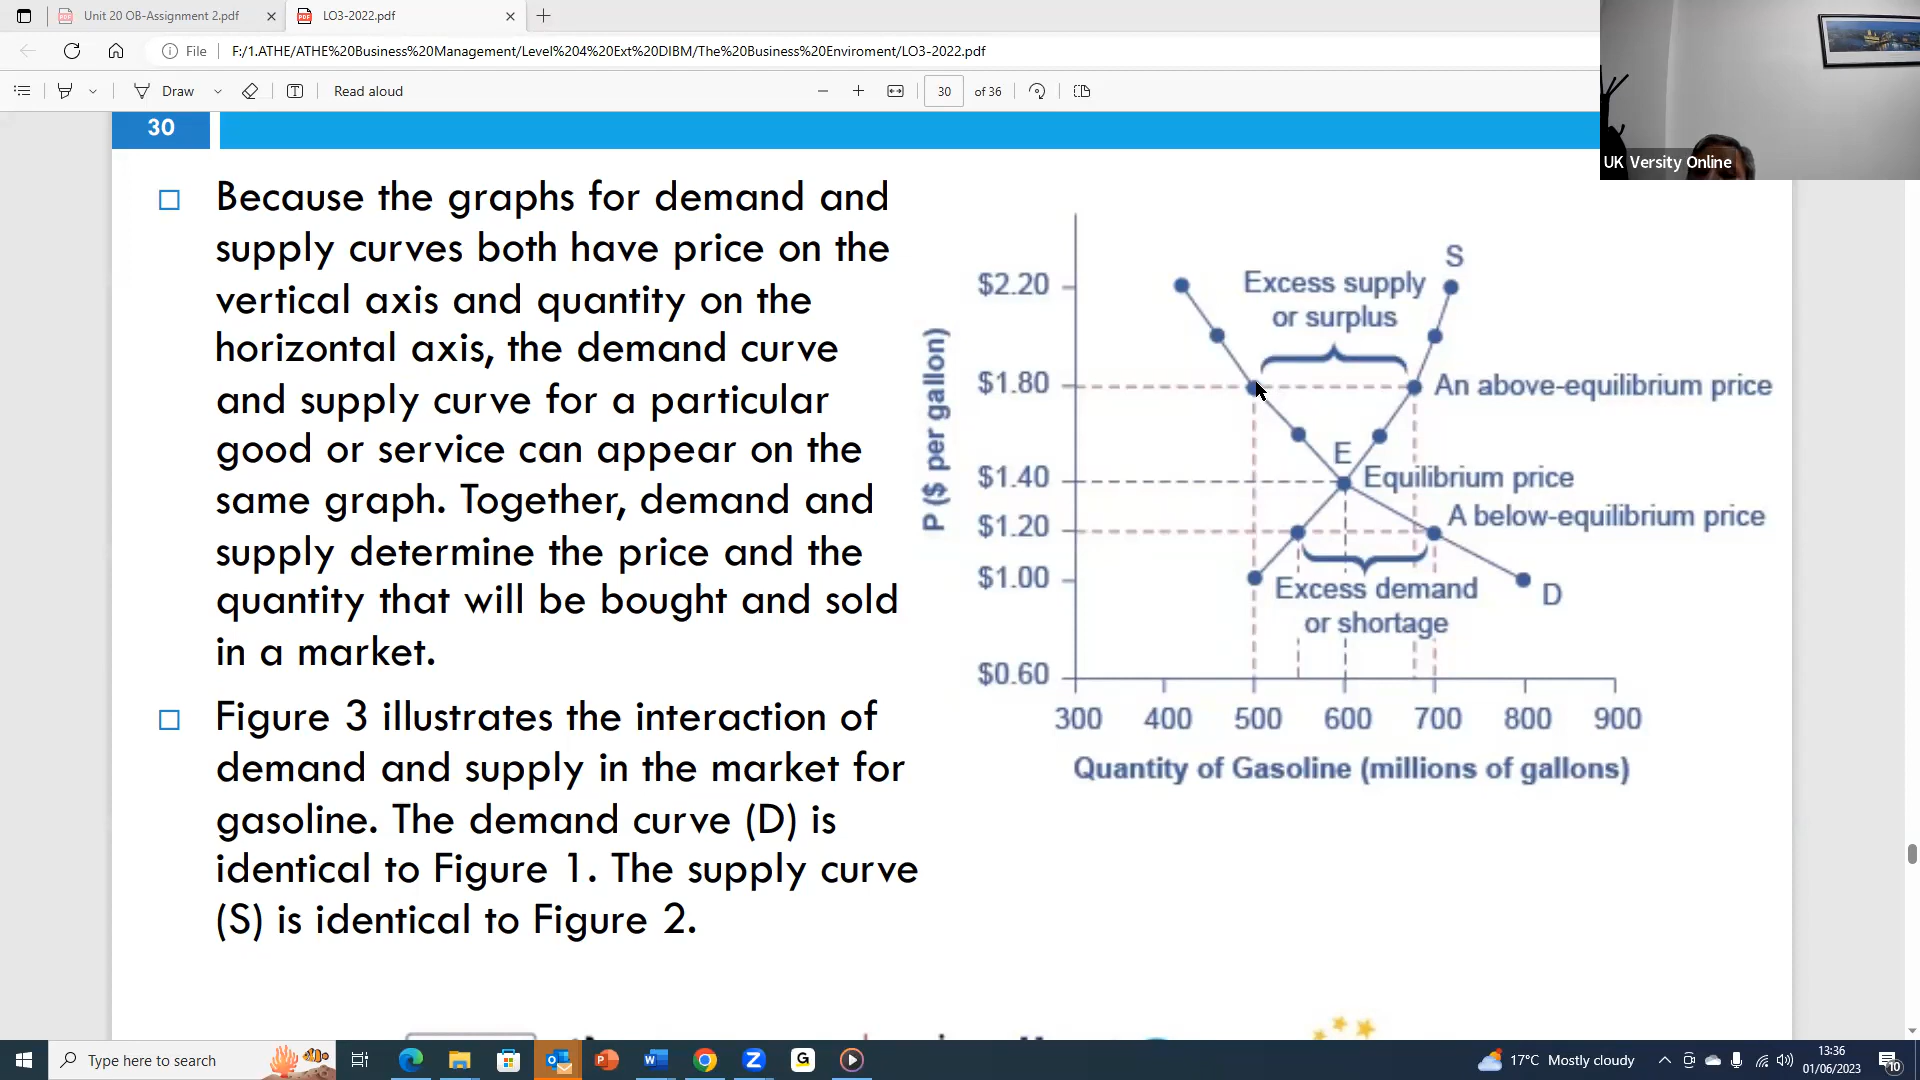 Unit 20 OB-Assignment 2.pdf
LO3-2022.pdf
File
F:/1.ATHE/ATHE%20Business%20Management/Level%204%20Ext%20DIBM/The%20Business%20Enviroment/LO3-2022.pdf
Draw
Read aloud
30
of 36
UK Versity Online
30
Because the graphs for demand and
supply curves both have price on the
vertical axis and quantity on the
horizontal axis, the demand curve
and supply curve for a particular
good or service can appear on the
same graph. Together, demand and
supply determine the price and the
quantity that will be bought and sold
in a market.
Figure 3 illustrates the interaction of
demand and supply in the market for
gasoline. The demand curve (D) is
identical to Figure 1. The supply curve
(S) is identical to Figure 2.
P ($ per gallon)
$2.20
$1.80
$1.40
$1.20
$1.00
$0.60
S
Excess supply
or surplus
An above-equilibrium price
E
Equilibrium price
A below-equilibrium price
Excess demand
or shortage
D
300 400 500 600 700 800 900
Quantity of Gasoline (millions of gallons)
Type here to search
17°C Mostly cloudy
13:36
01/06/2023
10